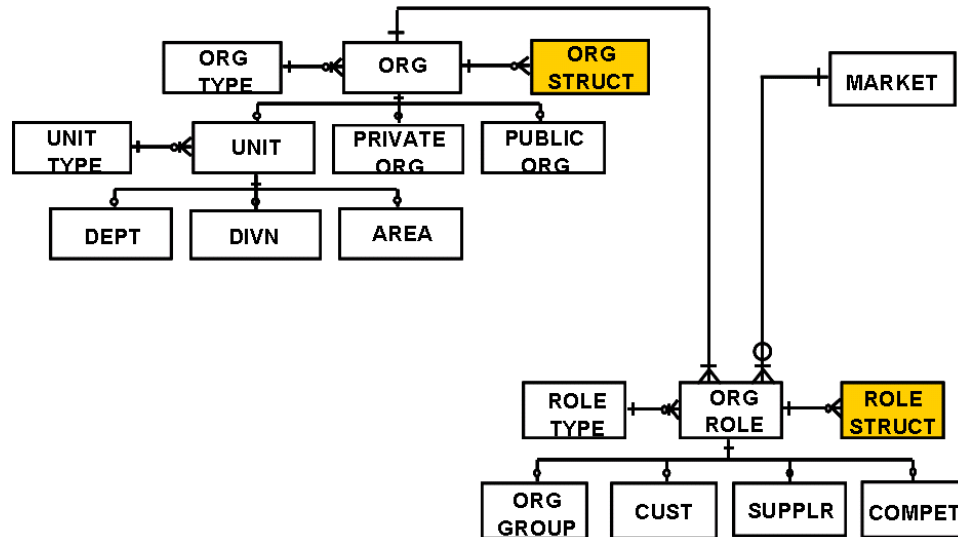 ORG
TYPE
ORG
ORG
STRUCT
MARKET
UNIT
TYPE
UNIT
PRIVATE
ORG
PUBLIC
ORG
DEPT
DIVN
AREA
ROLE
TYPE
ORG
ROLE
ROLE
STRUCT
ORG
GROUP
CUST
SUPPLR
COMPET